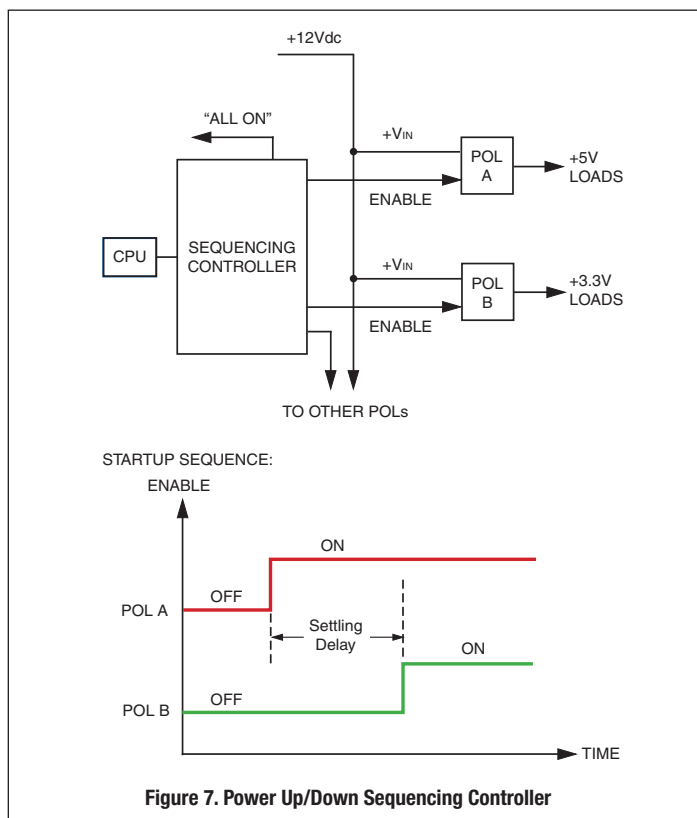 +12Vdc
"ALL ON"
+VIN
POL
A
+5V
LOADS
ENABLE
CPU
SEQUENCING
CONTROLLER
+VIN
POL
B
+3.3V
LOADS
ENABLE
TO OTHER POLs
STARTUP SEQUENCE:
ENABLE
ON
OFF
POL A
Settling
Delay
ON
OFF
POL B
TIME
Figure 7. Power Up/Down Sequencing Controller